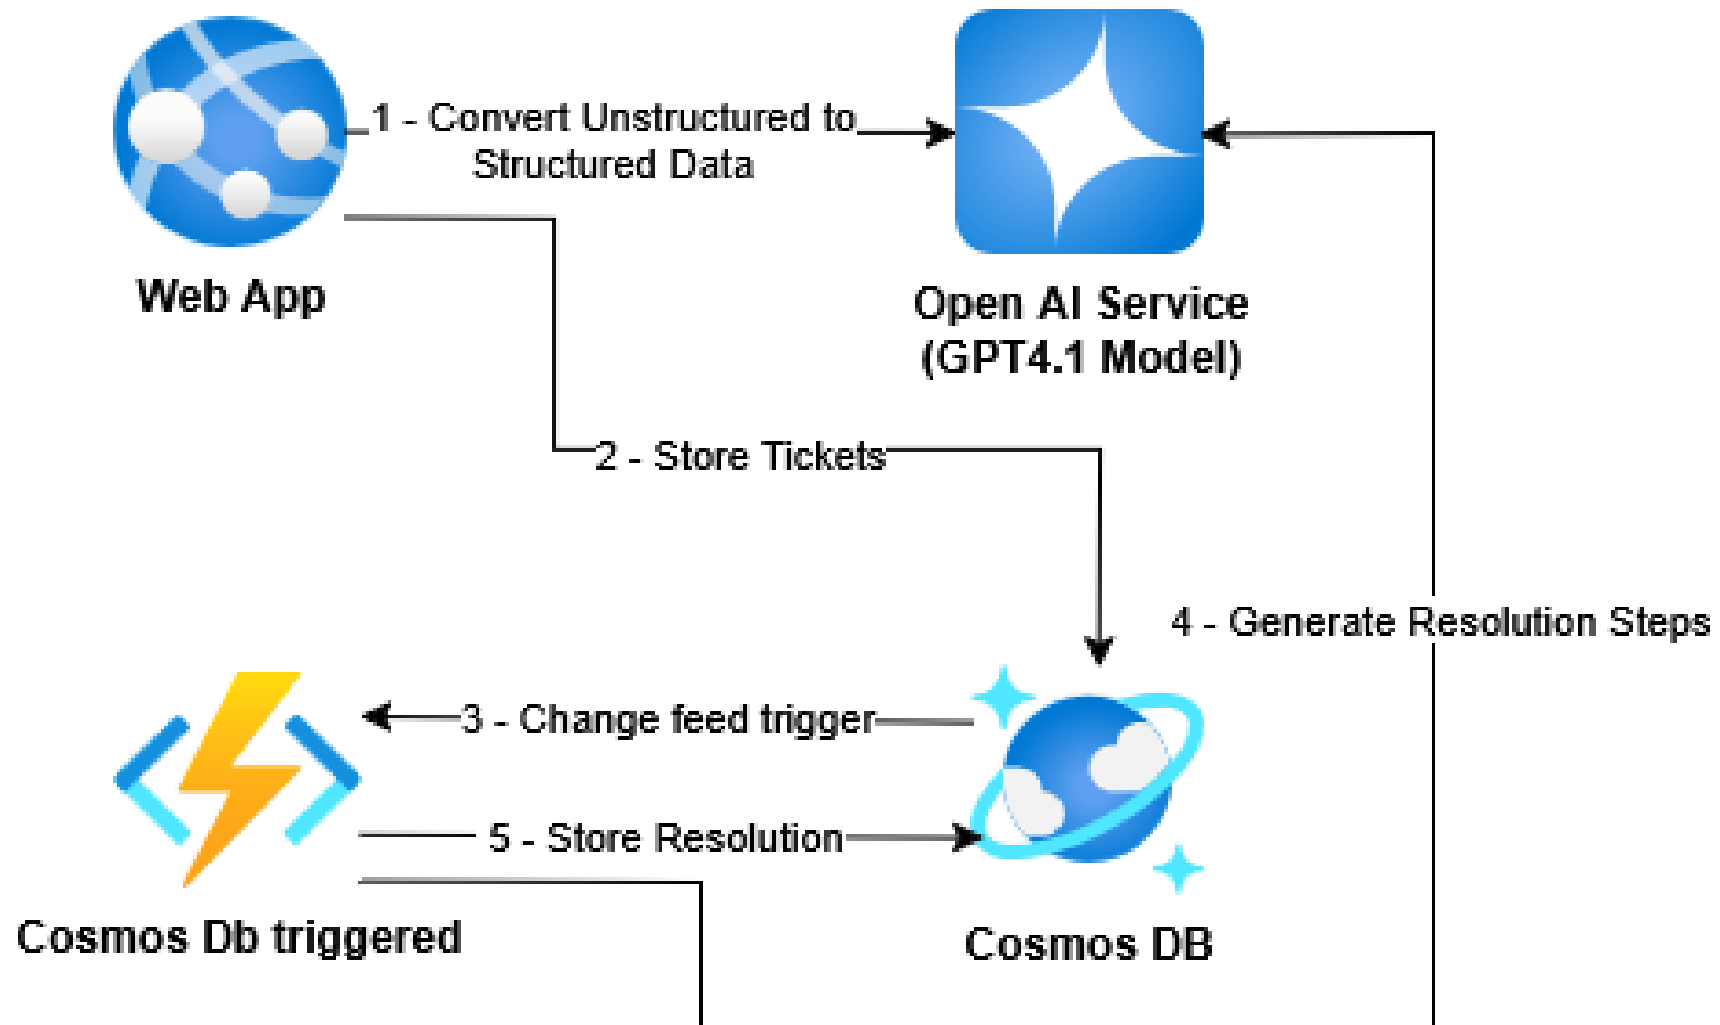 1 - Convert Unstructured to
Structured Data
Web App
Open AI Service
(GPT4.1 Model)
2 - Store Tickets
4 - Generate Resolution Steps
3 - Change feed trigger
5 - Store Resolution
Cosmos Db triggered
Cosmos DB